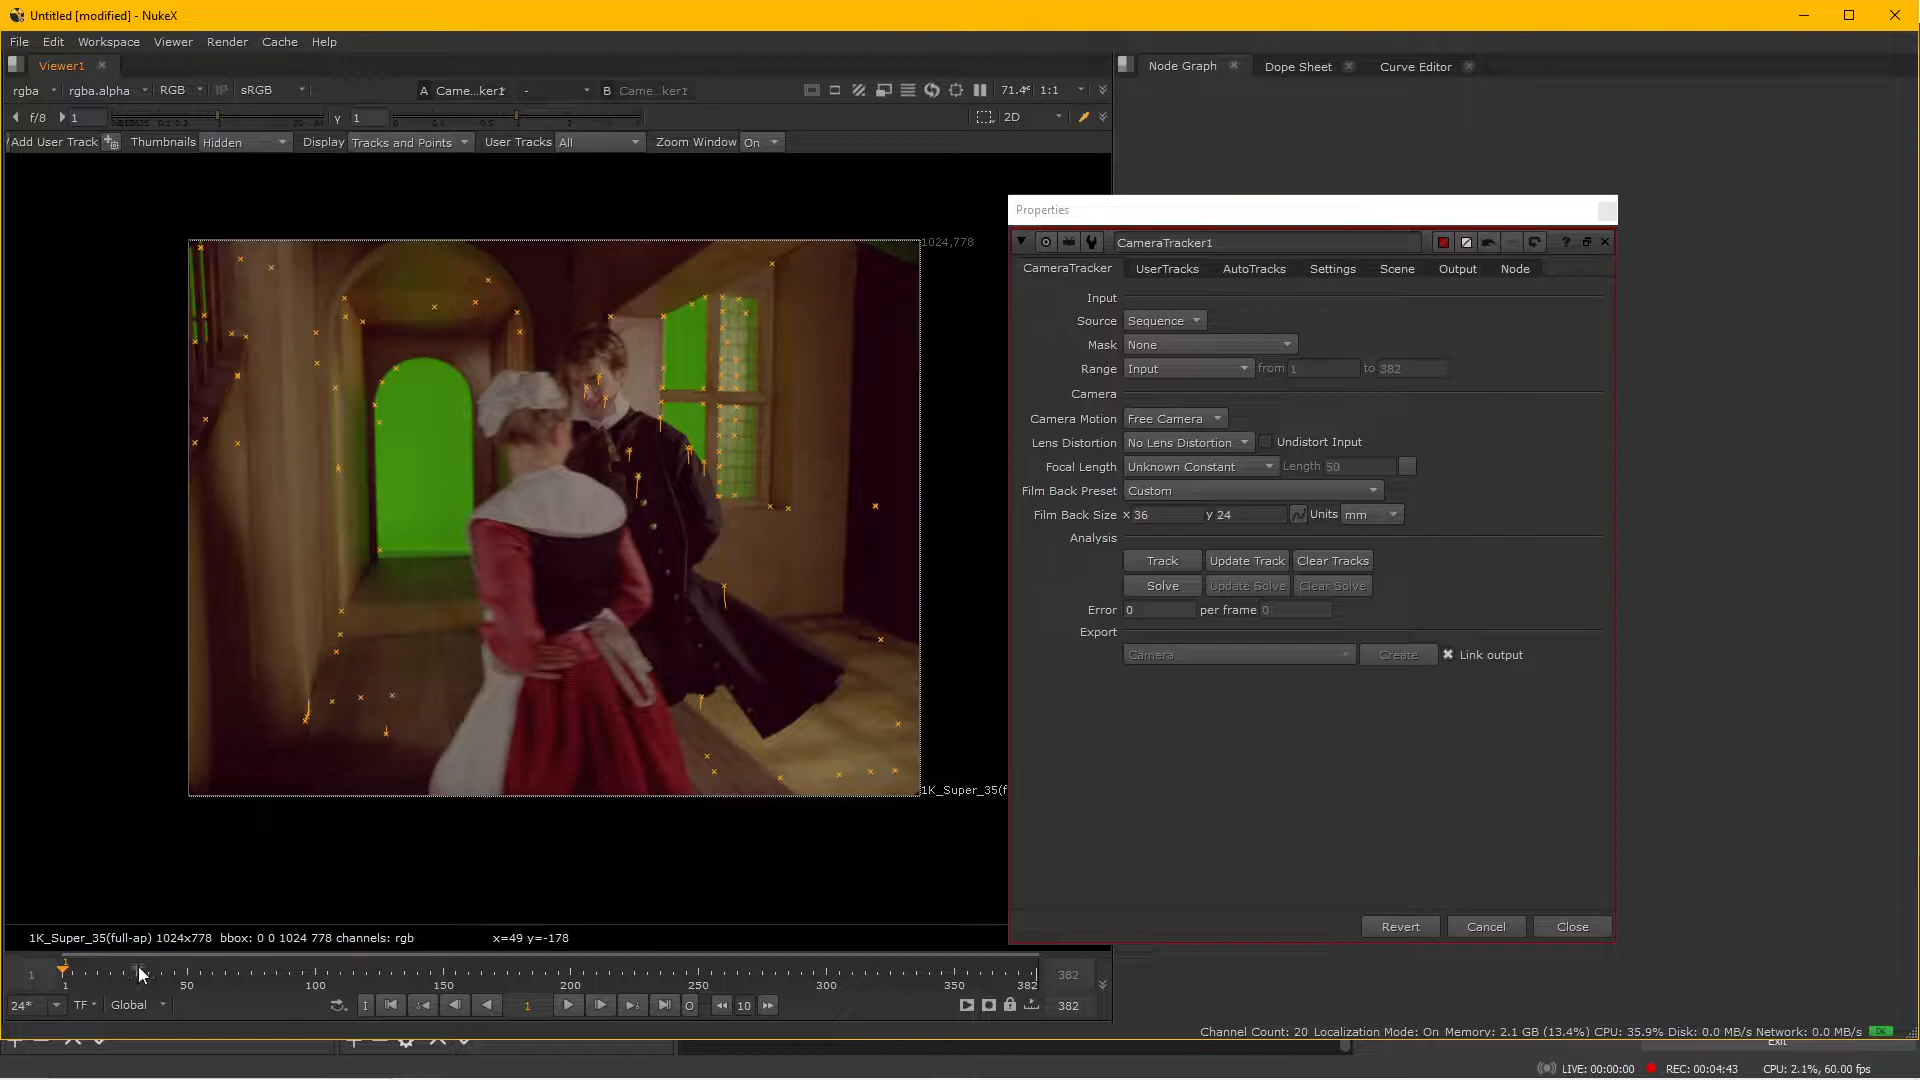 Untitled [modified] - NukeX
File Edit Workspace Viewer Render Cache Help
Viewer1
Node Graph Dope Sheet Curve Editor
rgba rgba.alpha RGB IP sRGB A Came...ker1 - B Came...ker1 71.4 1:1
f/8 1 Y 1 2D
Add User Track Thumbnails Hidden Display Tracks and Points User Tracks All Zoom Window On
Properties
1024,778
CameraTracker1
CameraTracker UserTracks AutoTracks Settings Scene Output Node
Input
Source Sequence
Mask None
Range Input from 1 to 382
Camera
Camera Motion Free Camera
Lens Distortion No Lens Distortion Undistort Input
Focal Length Unknown Constant Length 50
Film Back Preset Custom
Film Back Size x 36 y 24 Units mm
Analysis
Track Update Track Clear Tracks
Solve Update Solve Clear Solve
Error 0 per frame 0
Export
Camera Create Link output
1K_Super_35(f
Revert Cancel Close
1K_Super_35(full-ap) 1024x778 bbox: 0 0 1024 778 channels: rgb x=49 y=-178
1
1 382
1 50 100 150 200 250 300 350 382
24* TF Global I 1 O 10 382
Channel Count: 20 Localization Mode: On Memory: 2.1 GB (13.4%) CPU: 35.9% Disk: 0.0 MB/s Network: 0.0 MB/s OK
Exit
LIVE: 00:00:00 REC: 00:04:43 CPU: 2.1%, 60.00 fps